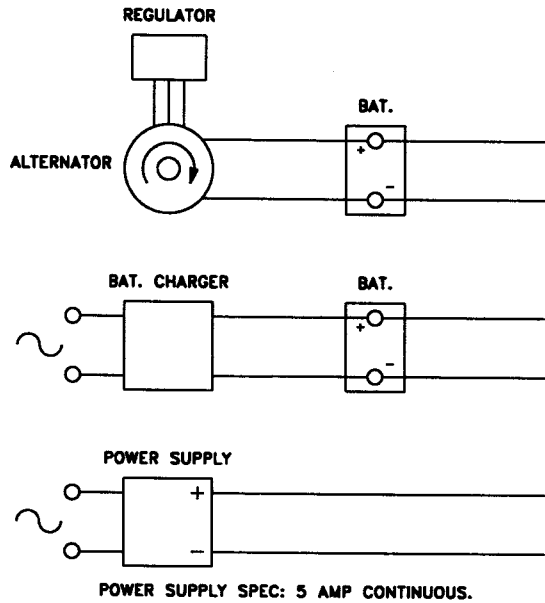 REGULATOR
BAT.
+
ALTERNATOR
-
BAT. CHARGER
BAT.
+
-
POWER SUPPLY
+
-
POWER SUPPLY SPEC: 5 AMP CONTINUOUS.